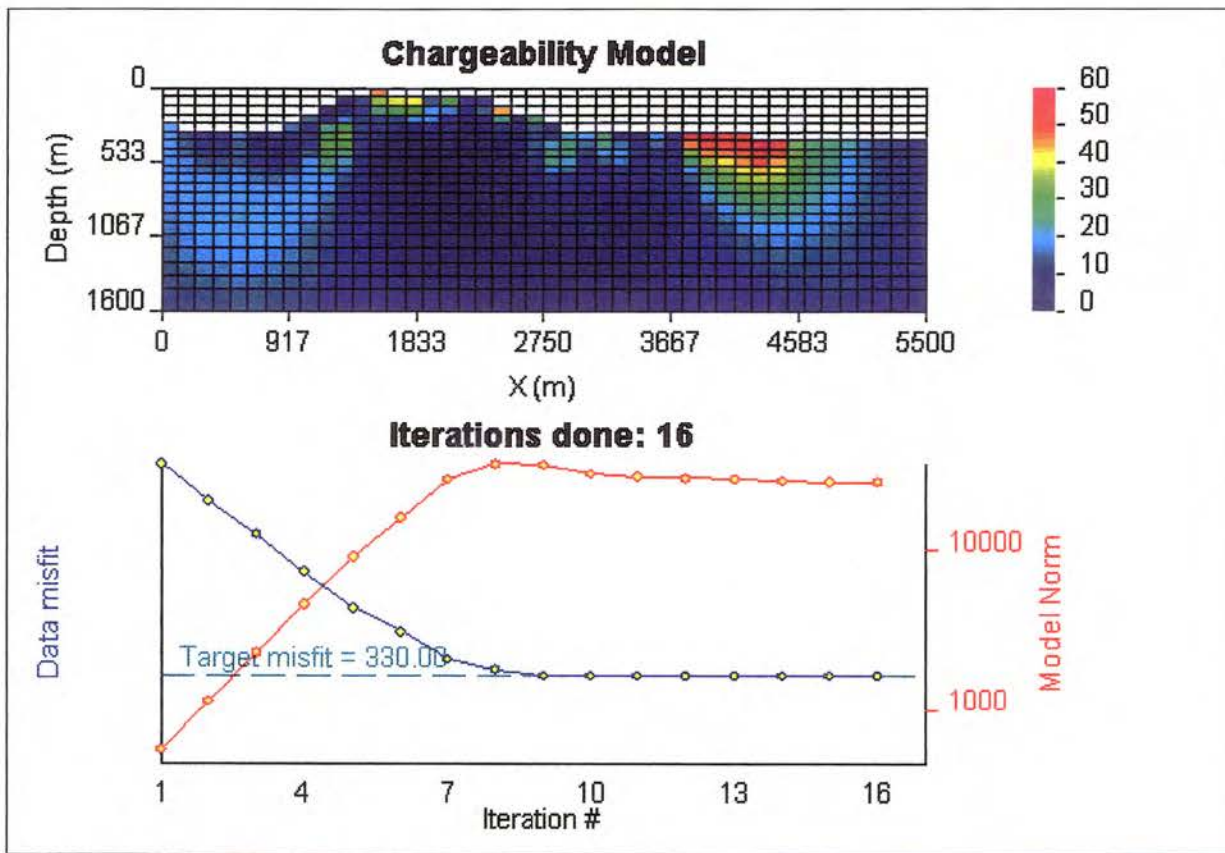 Chargeability Model
0
533
1067
1600
Depth (m)
0 917 1833 2750 3667 4583 5500
X (m)
60
50
40
30
20
10
0
Iterations done: 16
Data misfit
Target misfit = 330.00
10000
1000
Model Norm
1 4 7 10 13 16
Iteration #